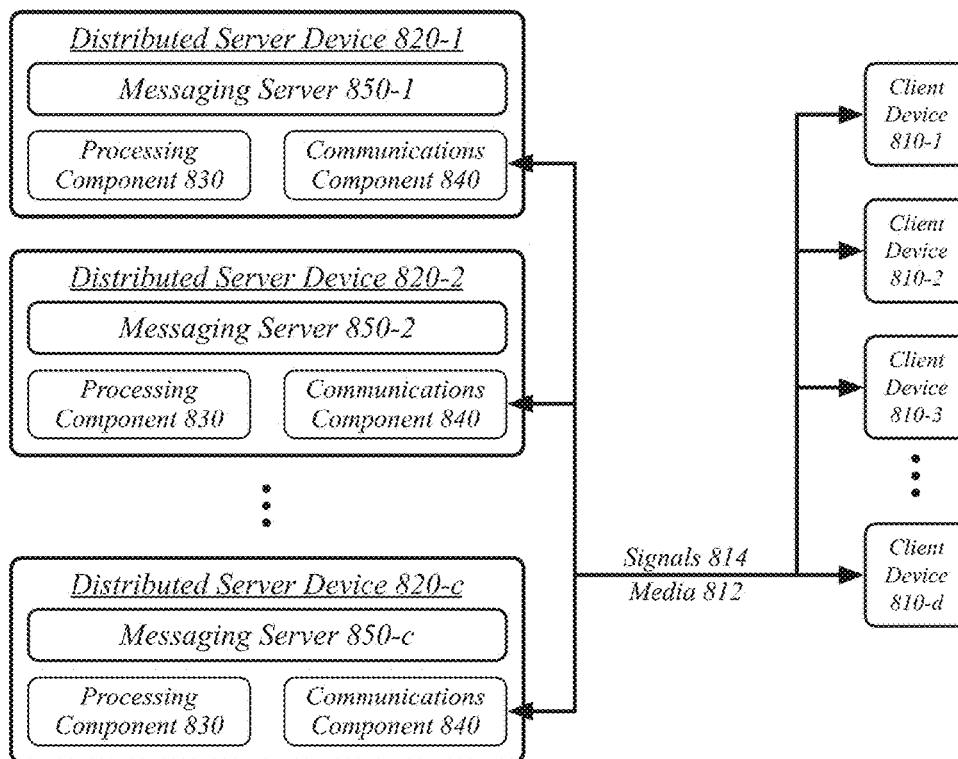 Distributed Server Device 820-1
Messaging Server 850-1
Processing
Component 830
Communications
Component 840
Distributed Server Device 820-2
Messaging Server 850-2
Processing
Component 830
Communications
Component 840
Distributed Server Device 820-c
Messaging Server 850-c
Processing
Component 830
Communications
Component 840
Signals 814
Media 812
Client
Device
810-1
Client
Device
810-2
Client
Device
810-3
Client
Device
810-d